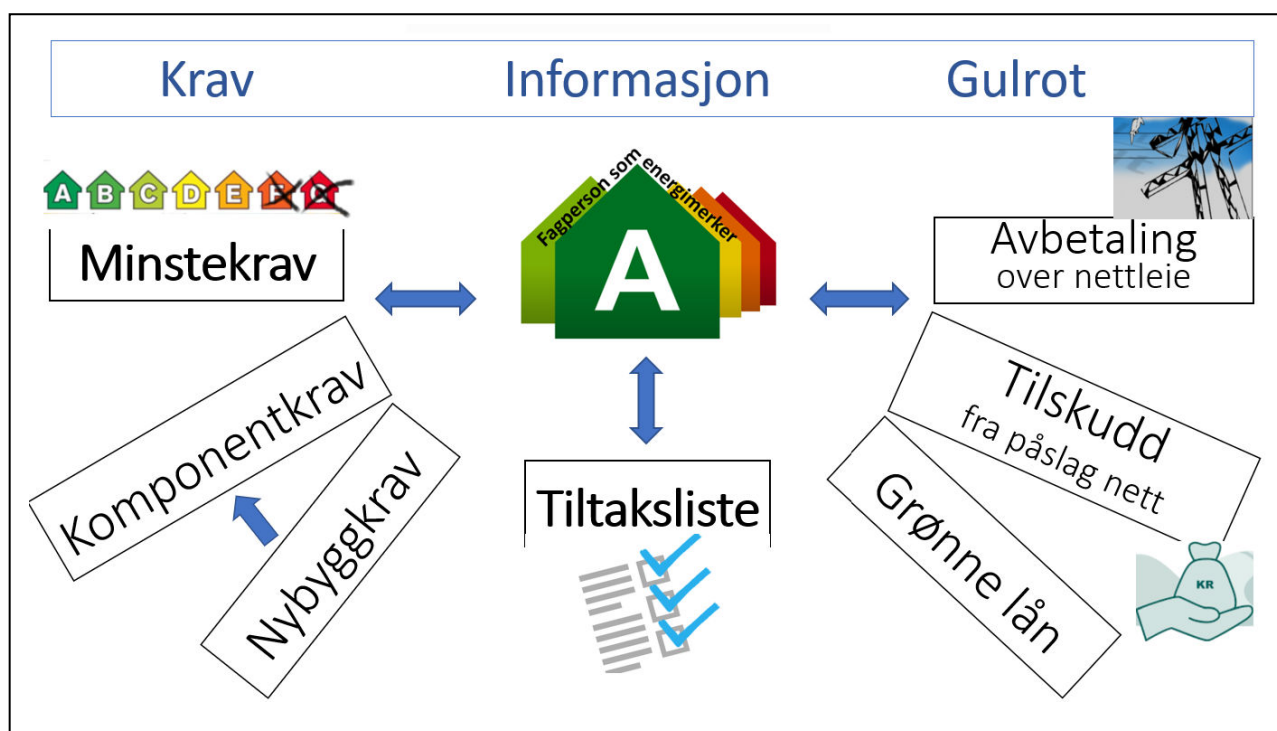 Krav Informasjon Gulrot
A B C D E F G
Minstekrav
Komponentkrav
Nybyggkrav
Fagperson som energimerker
A
Tiltaksliste
Avbetaling
over nettleie
Tilskudd
fra påslag nett
Grønne lån
KR